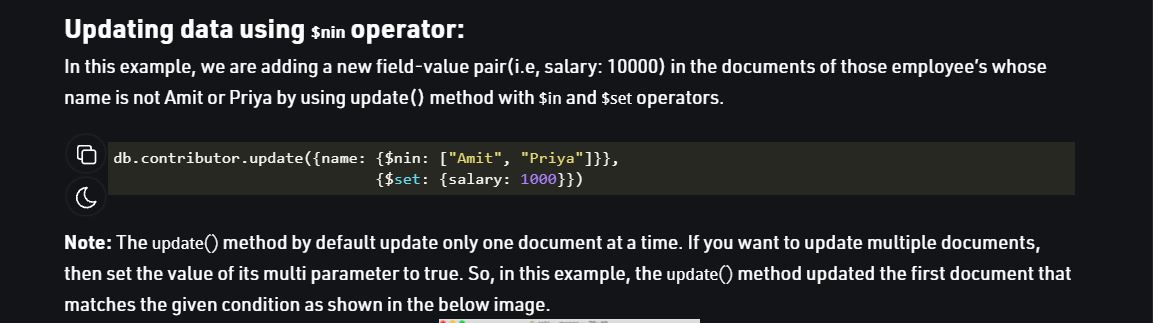 Updating data using $nin operator:
In this example, we are adding a new field-value pair(i.e, salary: 10000) in the documents of those employee's whose
name is not Amit or Priya by using update() method with $in and $set operators.
db.contributor.update({name: {$nin: ["Amit", "Priya"]}},
{$set: {salary: 1000}})
Note: The update() method by default update only one document at a time. If you want to update multiple documents,
then set the value of its multi parameter to true. So, in this example, the update() method updated the first document that
matches the given condition as shown in the below image.